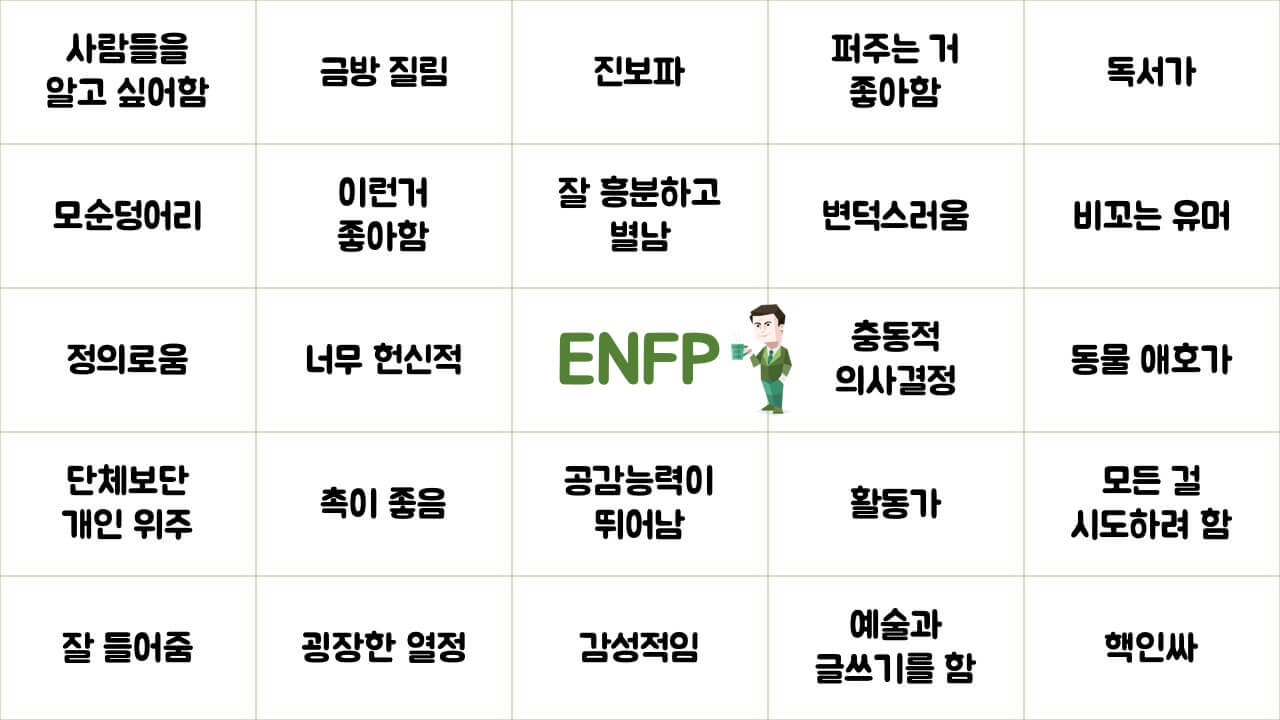 사람들을
알고 싶어함
금방 질림
진보파
퍼주는 거
좋아함
독서가
모순덩어리
이런거
좋아함
잘 흥분하고
별남
변덕스러움
비꼬는 유머
정의로움
너무 헌신적
ENFP
충동적
의사결정
동물 애호가
단체보단
개인 위주
촉이 좋음
공감능력이
뛰어남
활동가
모든 걸
시도하려 함
잘 들어줌
굉장한 열정
감성적임
예술과
글쓰기를 함
핵인싸